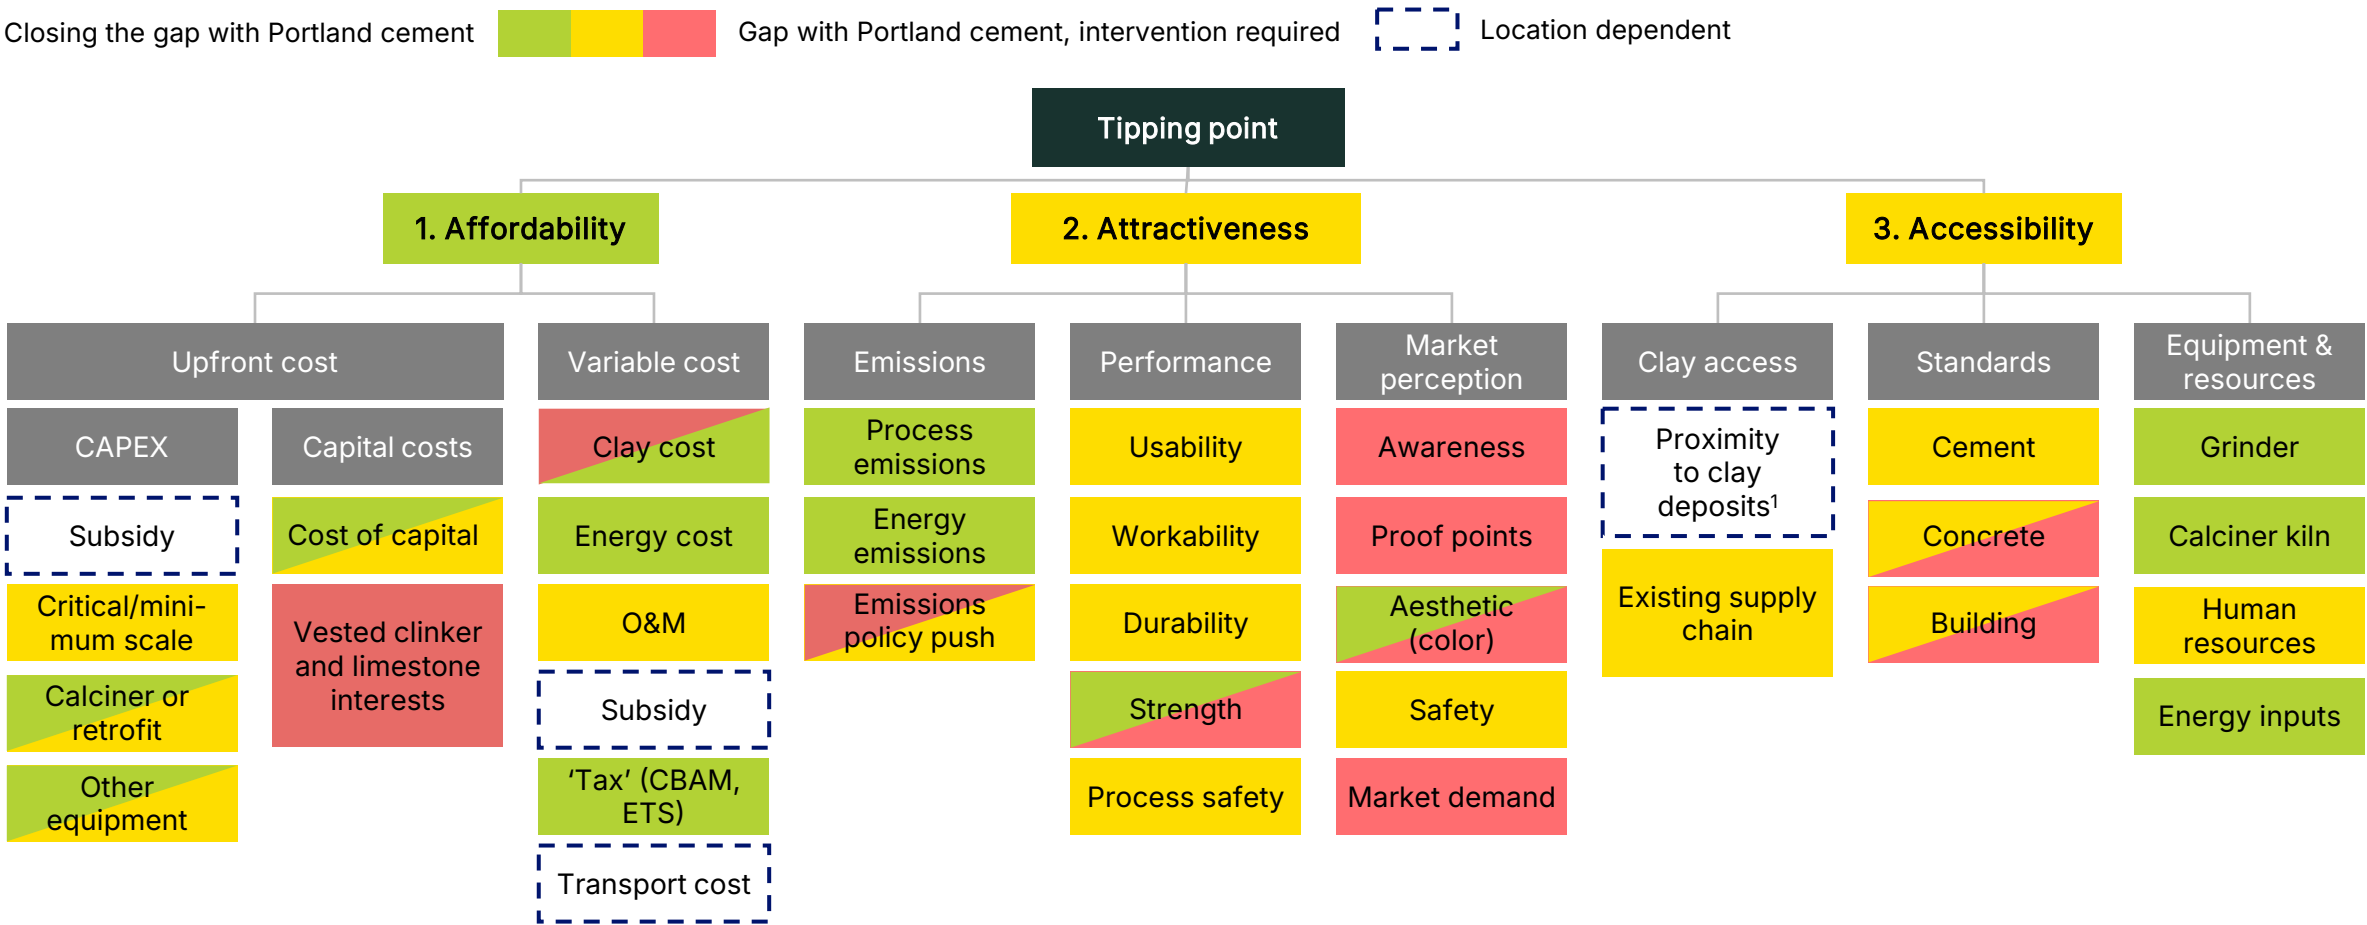 Closing the gap with Portland cement
Gap with Portland cement, intervention required
Location dependent
Tipping point
1. Affordability
2. Attractiveness
3. Accessibility
Upfront cost
Variable cost
Emissions
Performance
Market
perception
Clay access
Standards
Equipment &
resources
CAPEX
Subsidy
Critical/mini-
mum scale
Calciner or
retrofit
Other
equipment
Capital costs
Cost of capital
Vested clinker
and limestone
interests
Clay cost
Energy cost
O&M
Subsidy
‘Tax’ (CBAM,
ETS)
Transport cost
Process
emissions
Energy
emissions
Emissions
policy push
Usability
Workability
Durability
Strength
Process safety
Awareness
Proof points
Aesthetic
(color)
Safety
Market demand
Proximity
to clay
deposits¹
Existing supply
chain
Cement
Concrete
Building
Grinder
Calciner kiln
Human
resources
Energy inputs